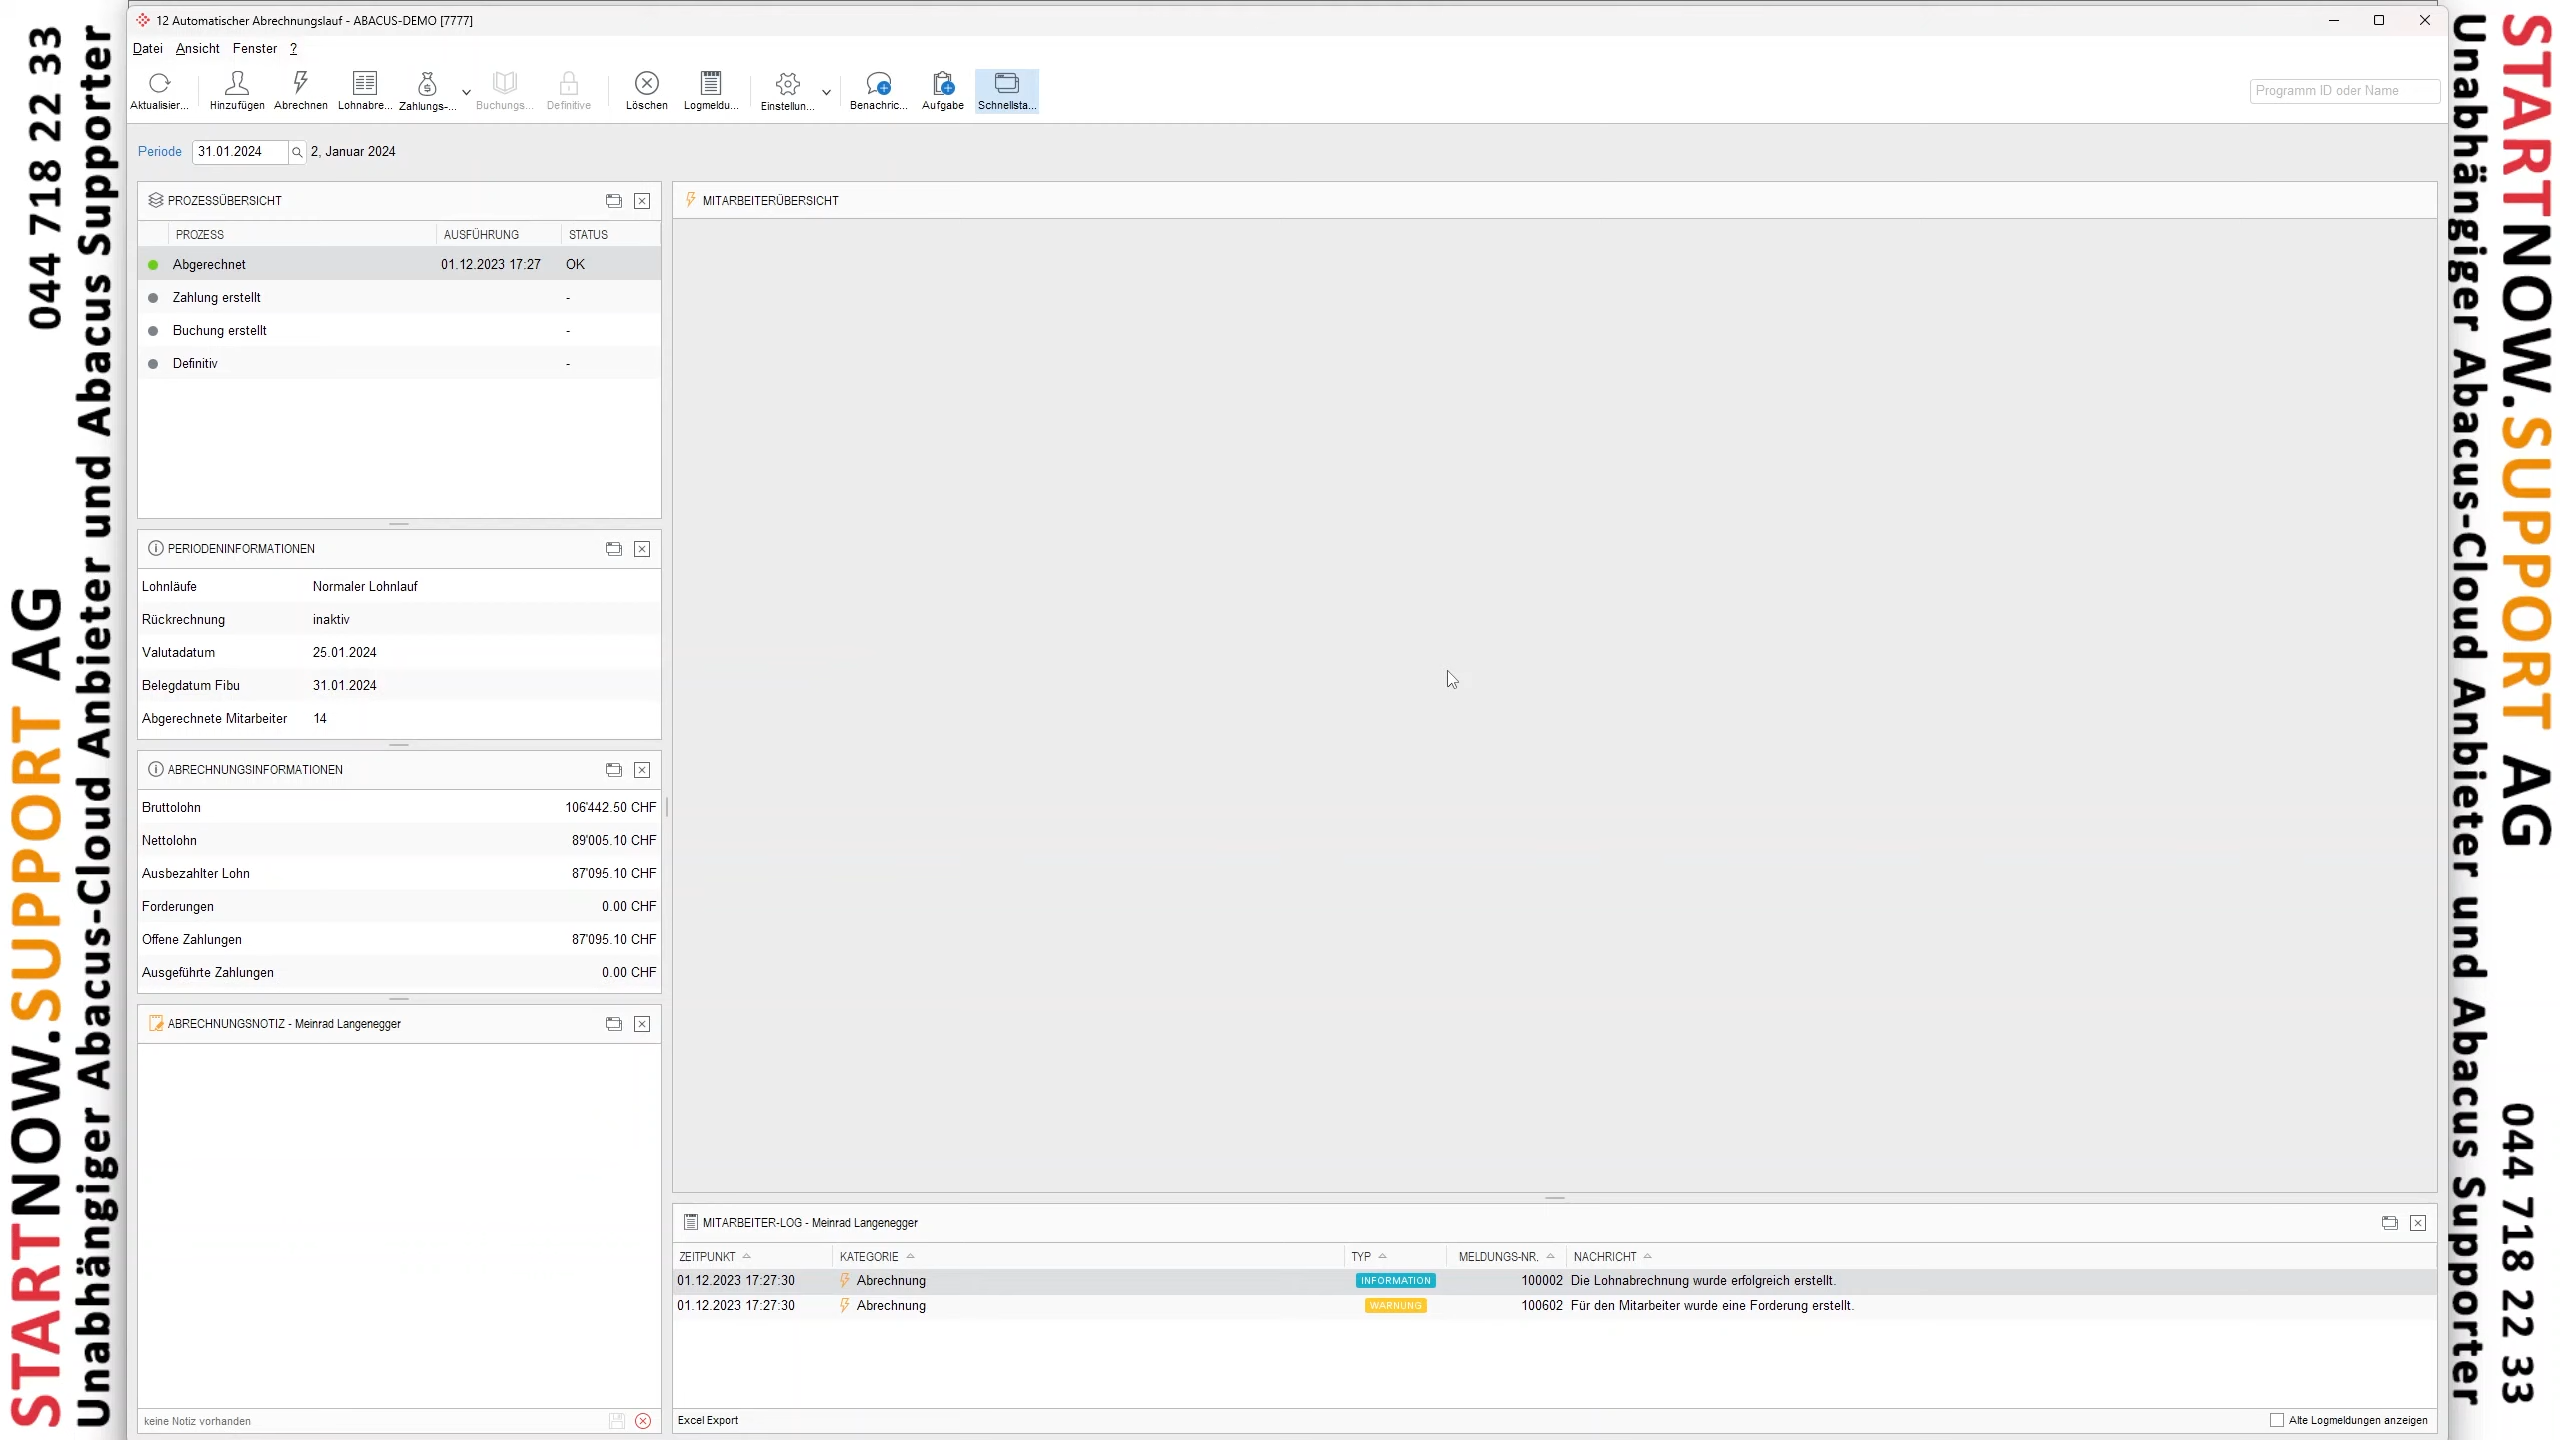 12 Automatischer Abrechnungslauf - ABACUS-DEMO [7777]
Datei Ansicht Fenster ?
Aktualisier... Hinzufügen Abrechnen Lohnabre... Zahlungs-... Buchungs... Definitive Löschen Logmeldu... Einstellun... Benachric... Aufgabe Schnellsta...
Programm ID oder Name
Periode 31.01.2024 2, Januar 2024
PROZESSÜBERSICHT
PROZESS AUSFÜHRUNG STATUS
Abgerechnet 01.12.2023 17:27 OK
Zahlung erstellt -
Buchung erstellt -
Definitiv -
PERIODENINFORMATIONEN
Lohnläufe Normaler Lohnlauf
Rückrechnung inaktiv
Valutadatum 25.01.2024
Belegdatum Fibu 31.01.2024
Abgerechnete Mitarbeiter 14
ABRECHNUNGSINFORMATIONEN
Bruttolohn 106'442.50 CHF
Nettolohn 89'005.10 CHF
Ausbezahlter Lohn 87'095.10 CHF
Forderungen 0.00 CHF
Offene Zahlungen 87'095.10 CHF
Ausgeführte Zahlungen 0.00 CHF
ABRECHNUNGSNOTIZ - Meinrad Langenegger
keine Notiz vorhanden
MITARBEITERÜBERSICHT
MITARBEITER-LOG - Meinrad Langenegger
ZEITPUNKT KATEGORIE TYP MELDUNGS-NR. NACHRICHT
01.12.2023 17:27:30 Abrechnung INFORMATION 100002 Die Lohnabrechnung wurde erfolgreich erstellt.
01.12.2023 17:27:30 Abrechnung WARNUNG 100602 Für den Mitarbeiter wurde eine Forderung erstellt.
Excel Export Alte Logmeldungen anzeigen
STARTNOW.SUPPORT AG 044 718 22 33
Unabhängiger Abacus-Cloud Anbieter und Abacus Supporter
STARTNOW.SUPPORT AG 044 718 22 33
Unabhängiger Abacus-Cloud Anbieter und Abacus Supporter